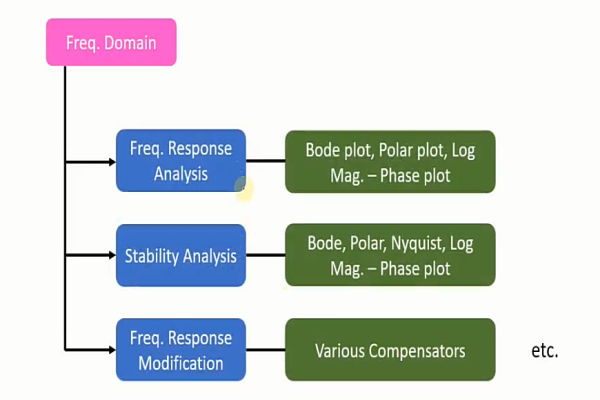 Freq. Domain
Freq. Response
Analysis
Bode plot, Polar plot, Log
Mag. – Phase plot
Stability Analysis
Bode, Polar, Nyquist, Log
Mag. – Phase plot
Freq. Response
Modification
Various Compensators
etc.